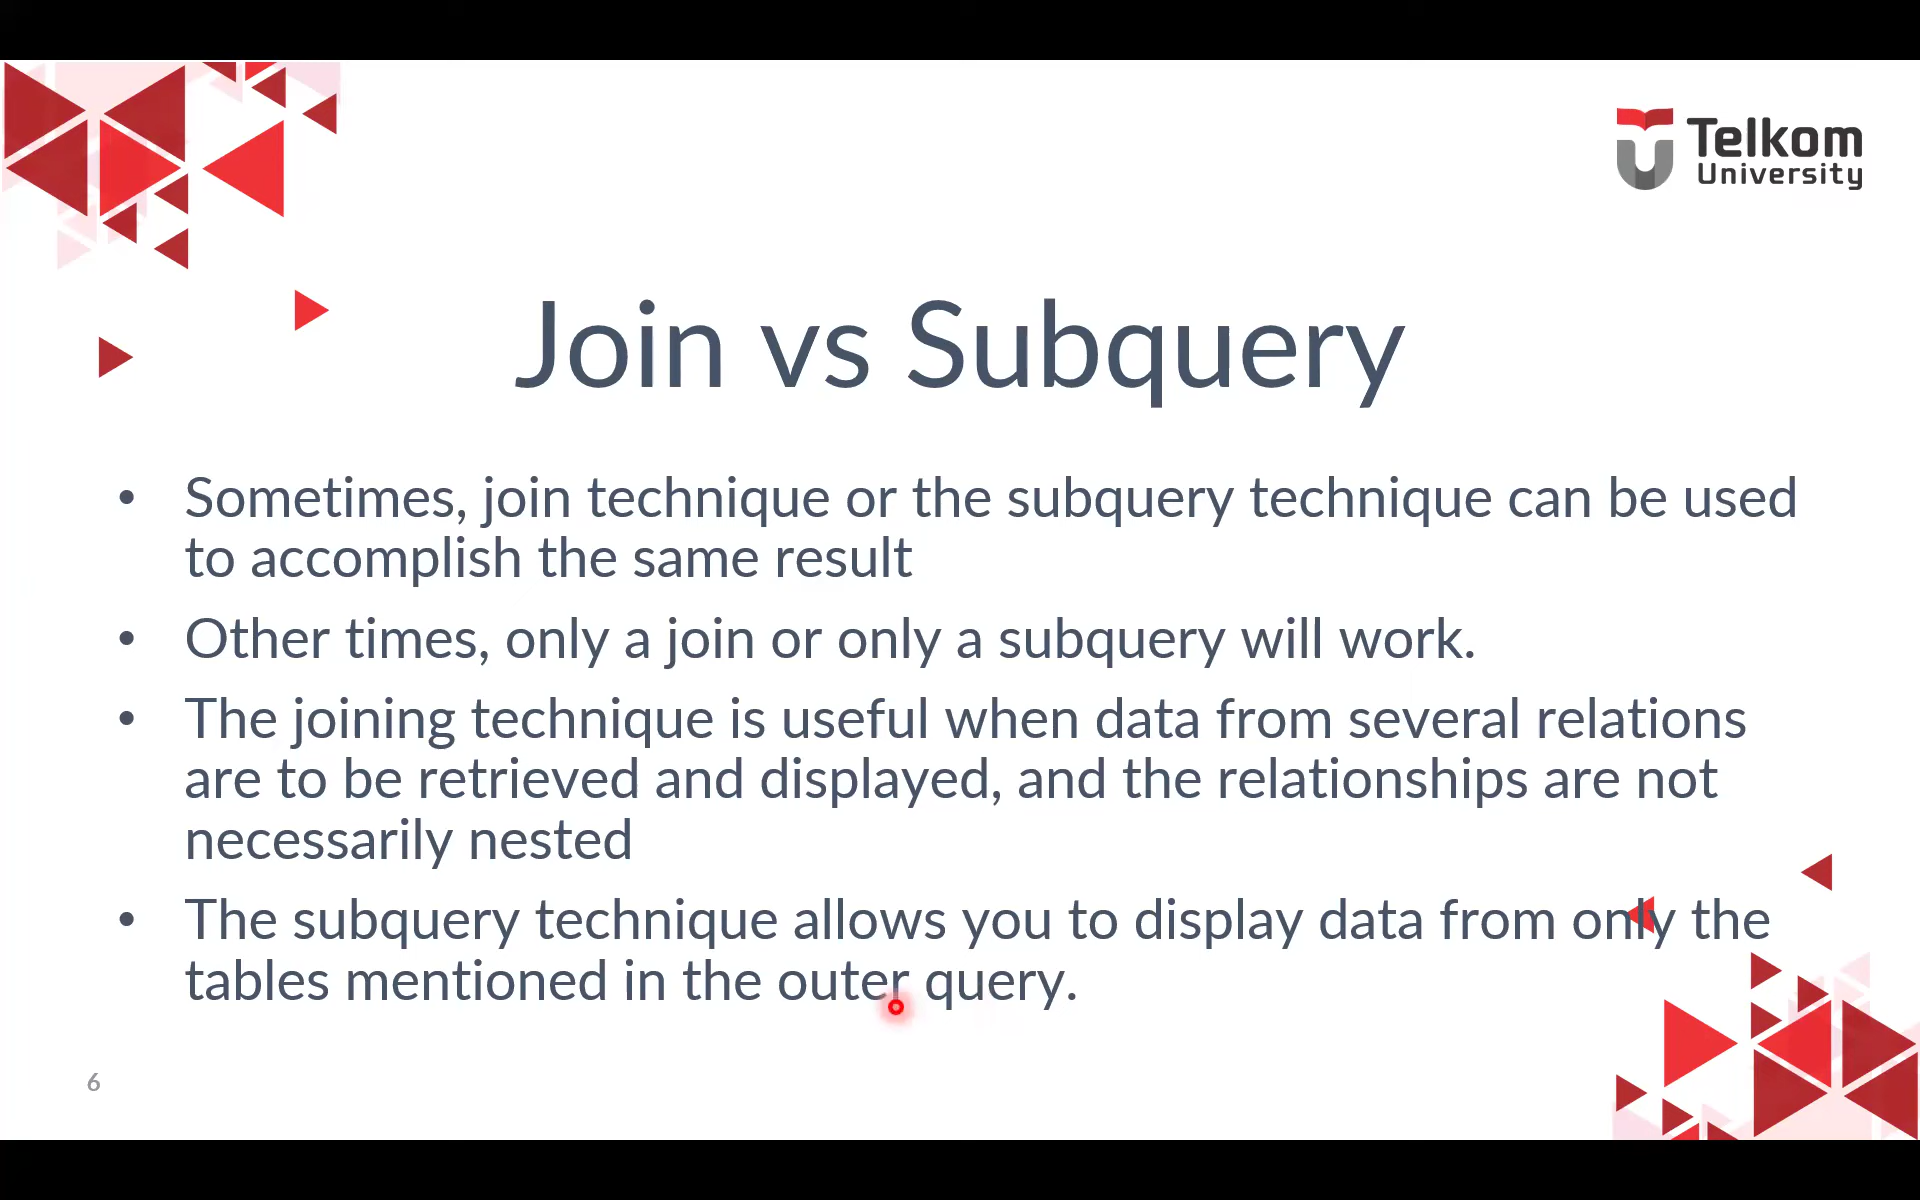 Telkom
University
Join vs Subquery
• Sometimes, join technique or the subquery technique can be used
to accomplish the same result
• Other times, only a join or only a subquery will work.
• The joining technique is useful when data from several relations
are to be retrieved and displayed, and the relationships are not
necessarily nested
• The subquery technique allows you to display data from only the
tables mentioned in the outer query.
6